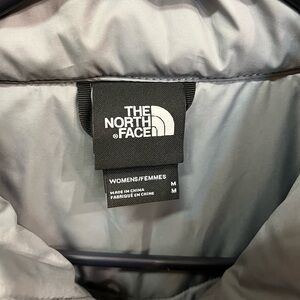 THE
NORTH
®FACE
WOMENS/FEMMES M
MADE IN CHINA M
FABRIQUÉ EN CHINE